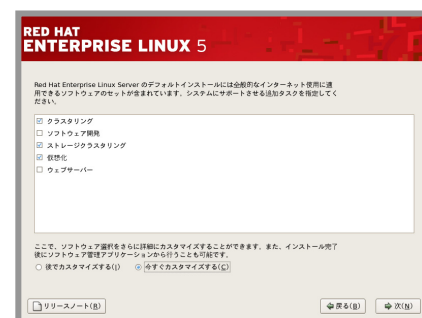 RED HAT
ENTERPRISE LINUX 5
Red Hat Enterprise Linux Server のデフォルトインストールには全般的なインターネット使用に適
用できるソフトウェアのセットが含まれています。システムにサポートさせる追加タスクを指定してく
ださい。
クラスタリング
ソフトウェア開発
ストレージクラスタリング
仮想化
ウェブサーバー
ここで、ソフトウェア選択をさらに詳細にカスタマイズすることができます。また、インストール完了
後にソフトウェア管理アプリケーションから行うことも可能です。
後でカスタマイズする(l) 今すぐカスタマイズする(C)
リリースノート(R) 戻る(B) 次(N)